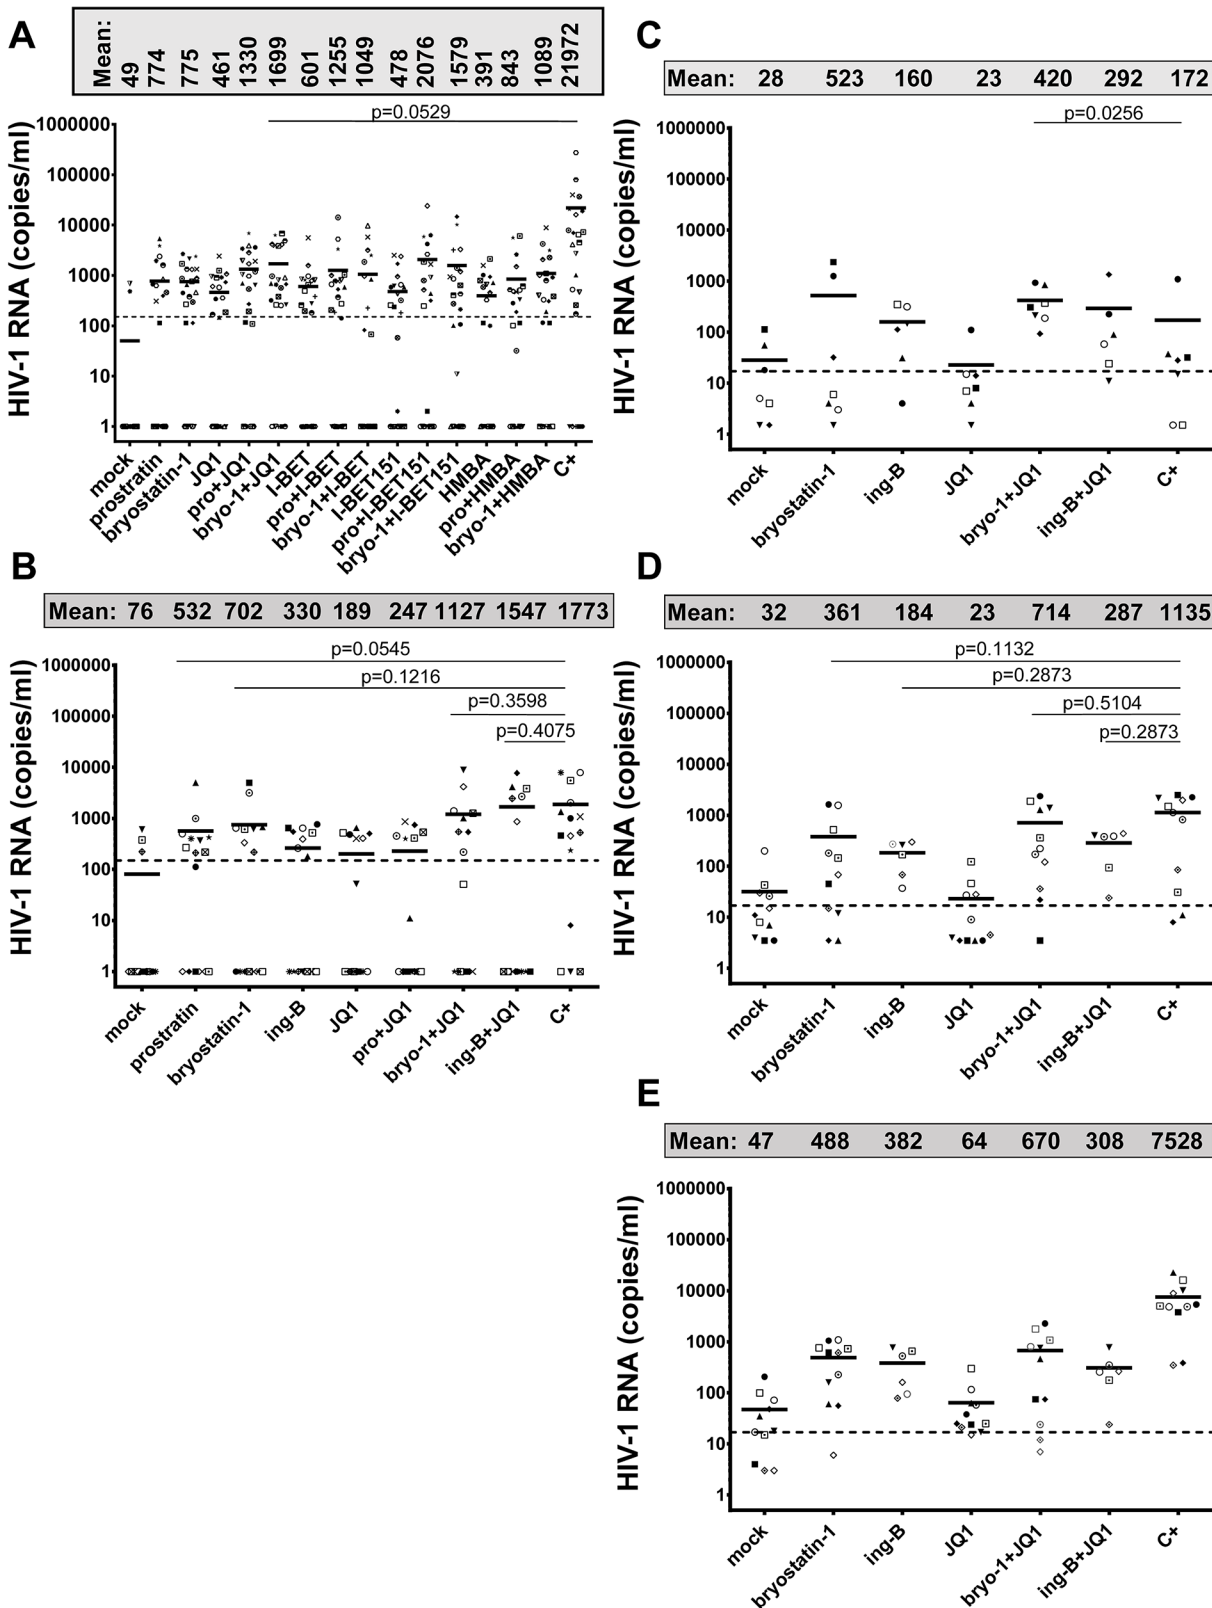 A
Mean: 49 774 775 461 1330 1699 601 1255 1049 478 2076 1579 391 843 1089 21972
p=0.0529
HIV-1 RNA (copies/ml)
1000000
100000
10000
1000
100
10
1
mock
prostratin
bryostatin-1
JQ1
pro+JQ1
bryo-1+JQ1
I-BET
pro+I-BET
bryo-1+I-BET
I-BET151
pro+I-BET151
bryo-1+I-BET151
HMBA
pro+HMBA
bryo-1+HMBA
C+
B
Mean: 76 532 702 330 189 247 1127 1547 1773
p=0.0545
p=0.1216
p=0.3598
p=0.4075
HIV-1 RNA (copies/ml)
1000000
100000
10000
1000
100
10
1
mock
prostratin
bryostatin-1
ing-B
JQ1
pro+JQ1
bryo-1+JQ1
ing-B+JQ1
C+
C
Mean: 28 523 160 23 420 292 172
p=0.0256
HIV-1 RNA (copies/ml)
1000000
100000
10000
1000
100
10
1
mock
bryostatin-1
ing-B
JQ1
bryo-1+JQ1
ing-B+JQ1
C+
D
Mean: 32 361 184 23 714 287 1135
p=0.1132
p=0.2873
p=0.5104
p=0.2873
HIV-1 RNA (copies/ml)
1000000
100000
10000
1000
100
10
1
mock
bryostatin-1
ing-B
JQ1
bryo-1+JQ1
ing-B+JQ1
C+
E
Mean: 47 488 382 64 670 308 7528
HIV-1 RNA (copies/ml)
1000000
100000
10000
1000
100
10
1
mock
bryostatin-1
ing-B
JQ1
bryo-1+JQ1
ing-B+JQ1
C+